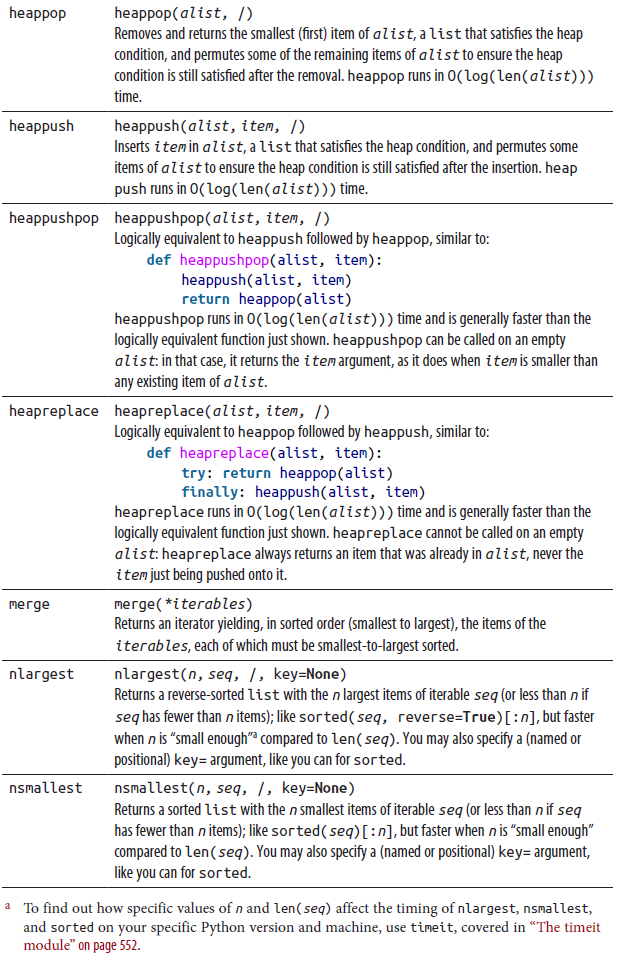 heappop heappop(alist, /)
Removes and returns the smallest (first) item of alist, a list that satisfies the heap
condition, and permutes some of the remaining items of alist to ensure the heap
condition is still satisfied after the removal. heappop runs in O(log(len(alist)))
time.
heappush heappush(alist, item, /)
Inserts item in alist, a list that satisfies the heap condition, and permutes some
items of alist to ensure the heap condition is still satisfied after the insertion. heap
push runs in O(log(len(alist))) time.
heappushpop heappushpop(alist, item, /)
Logically equivalent to heappush followed by heappop, similar to:
def heappushpop(alist, item):
heappush(alist, item)
return heappop(alist)
heappushpop runs in O(log(len(alist))) time and is generally faster than the
logically equivalent function just shown. heappushpop can be called on an empty
alist: in that case, it returns the item argument, as it does when item is smaller than
any existing item of alist.
heapreplace heapreplace(alist, item, /)
Logically equivalent to heappop followed by heappush, similar to:
def heapreplace(alist, item):
try: return heappop(alist)
finally: heappush(alist, item)
heapreplace runs in O(log(len(alist))) time and is generally faster than the
logically equivalent function just shown. heapreplace cannot be called on an empty
alist: heapreplace always returns an item that was already in alist, never the
item just being pushed onto it.
merge merge(*iterables)
Returns an iterator yielding, in sorted order (smallest to largest), the items of the
iterables, each of which must be smallest-to-largest sorted.
nlargest nlargest(n, seq, /, key=None)
Returns a reverse-sorted list with the n largest items of iterable seq (or less than n if
seq has fewer than n items); like sorted(seq, reverse=True)[:n], but faster
when n is “small enough”a compared to len(seq). You may also specify a (named or
positional) key= argument, like you can for sorted.
nsmallest nsmallest(n, seq, /, key=None)
Returns a sorted list with the n smallest items of iterable seq (or less than n if seq
has fewer than n items); like sorted(seq)[:n], but faster when n is “small enough”
compared to len(seq). You may also specify a (named or positional) key= argument,
like you can for sorted.
a To find out how specific values of n and len(seq) affect the timing of nlargest, nsmallest,
and sorted on your specific Python version and machine, use timeit, covered in “The timeit
module” on page 552.